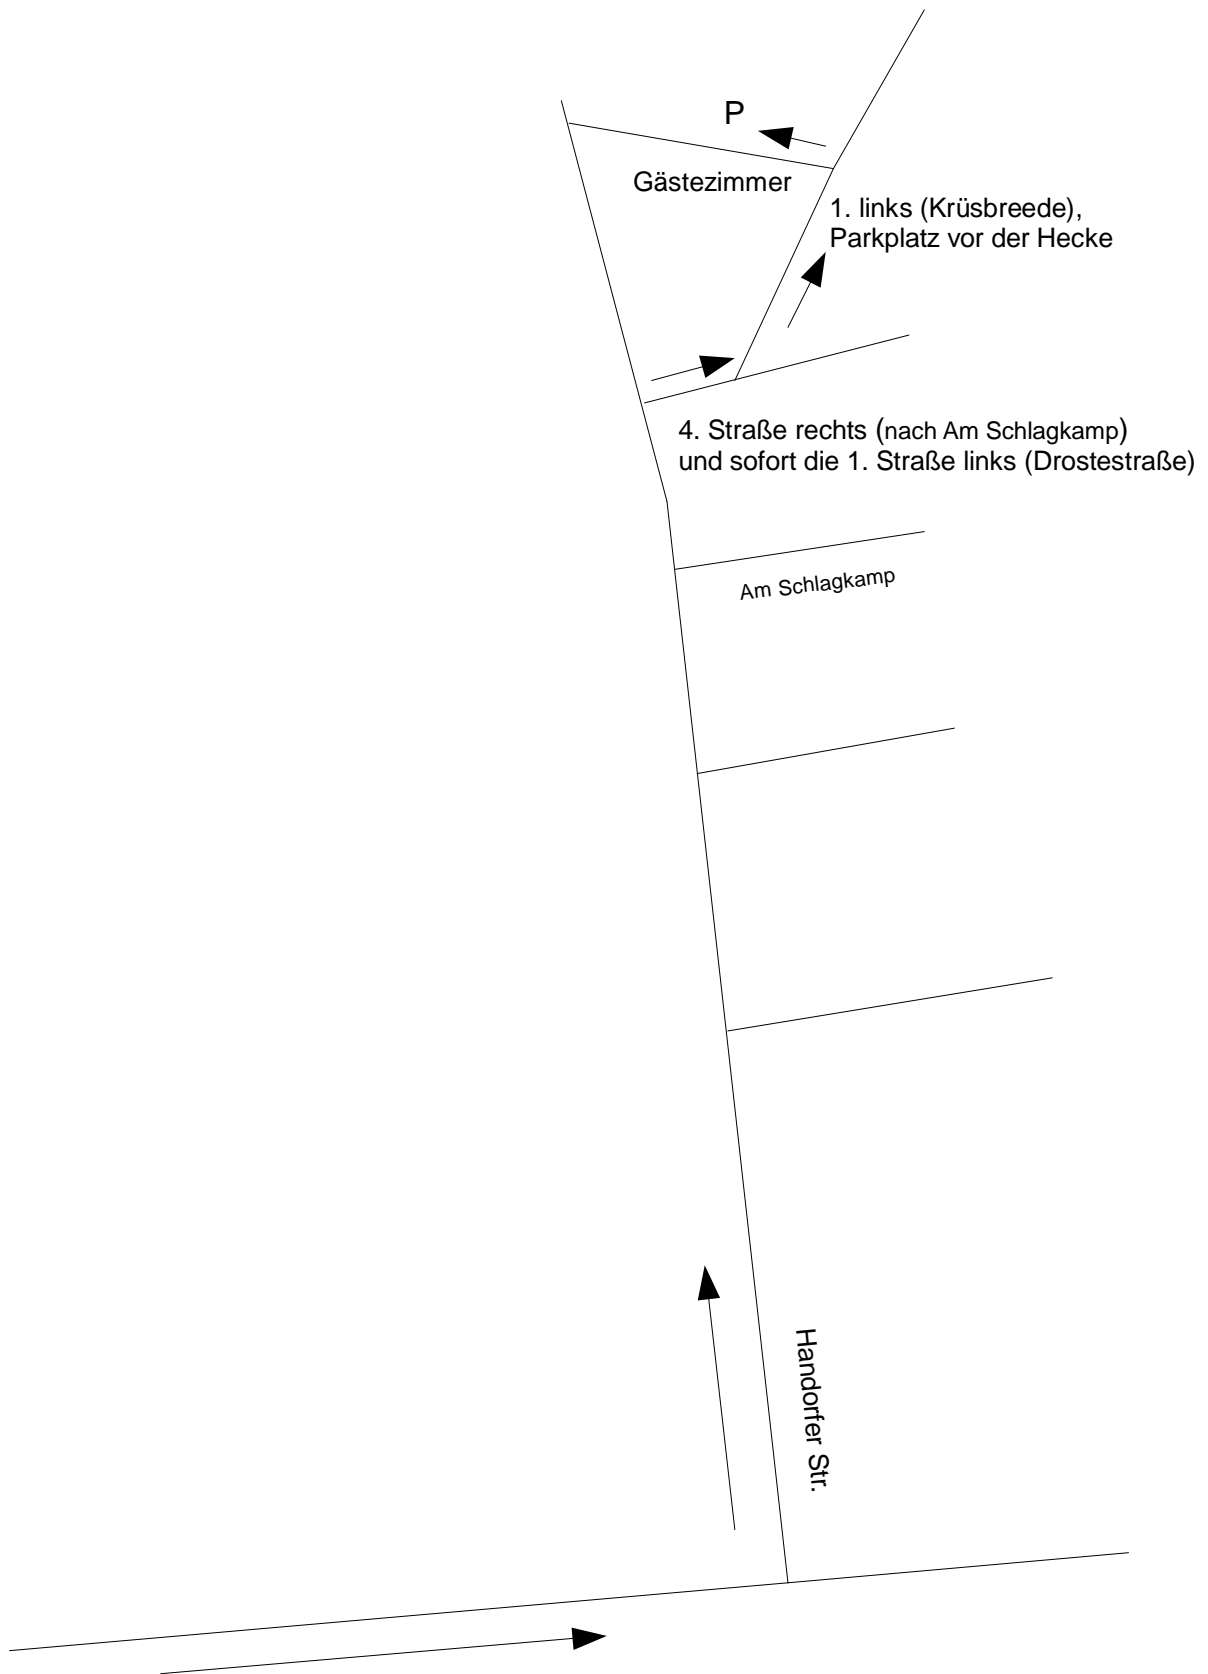 P
Gästezimmer
1. links (Krüsbreede),
Parkplatz vor der Hecke
4. Straße rechts (nach Am Schlagkamp)
und sofort die 1. Straße links (Drostestraße)
Am Schlagkamp
Handorfer Str.